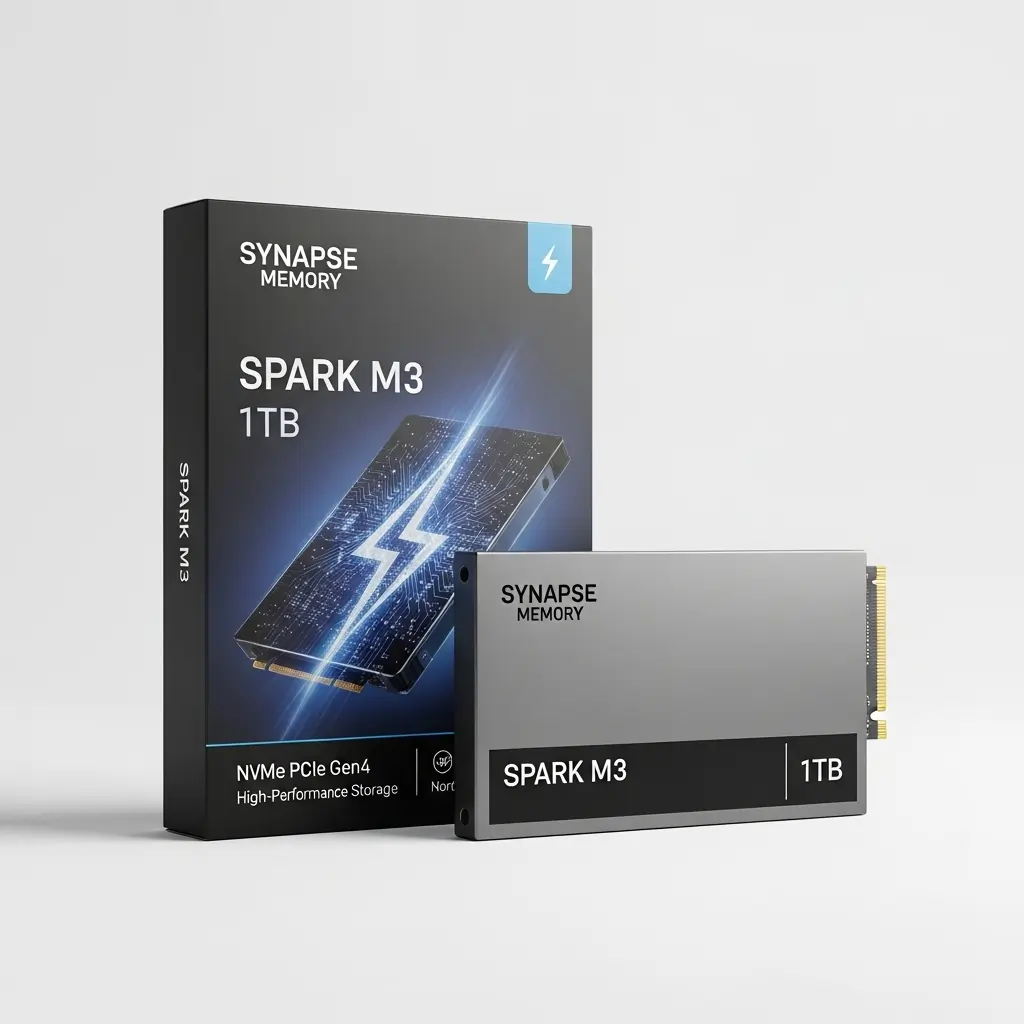 SYNAPSE
MEMORY
SPARK M3
1TB
SPARK M3
NVMe PCIe Gen4
High-Performance Storage
SYNAPSE
MEMORY
SPARK M3
1TB